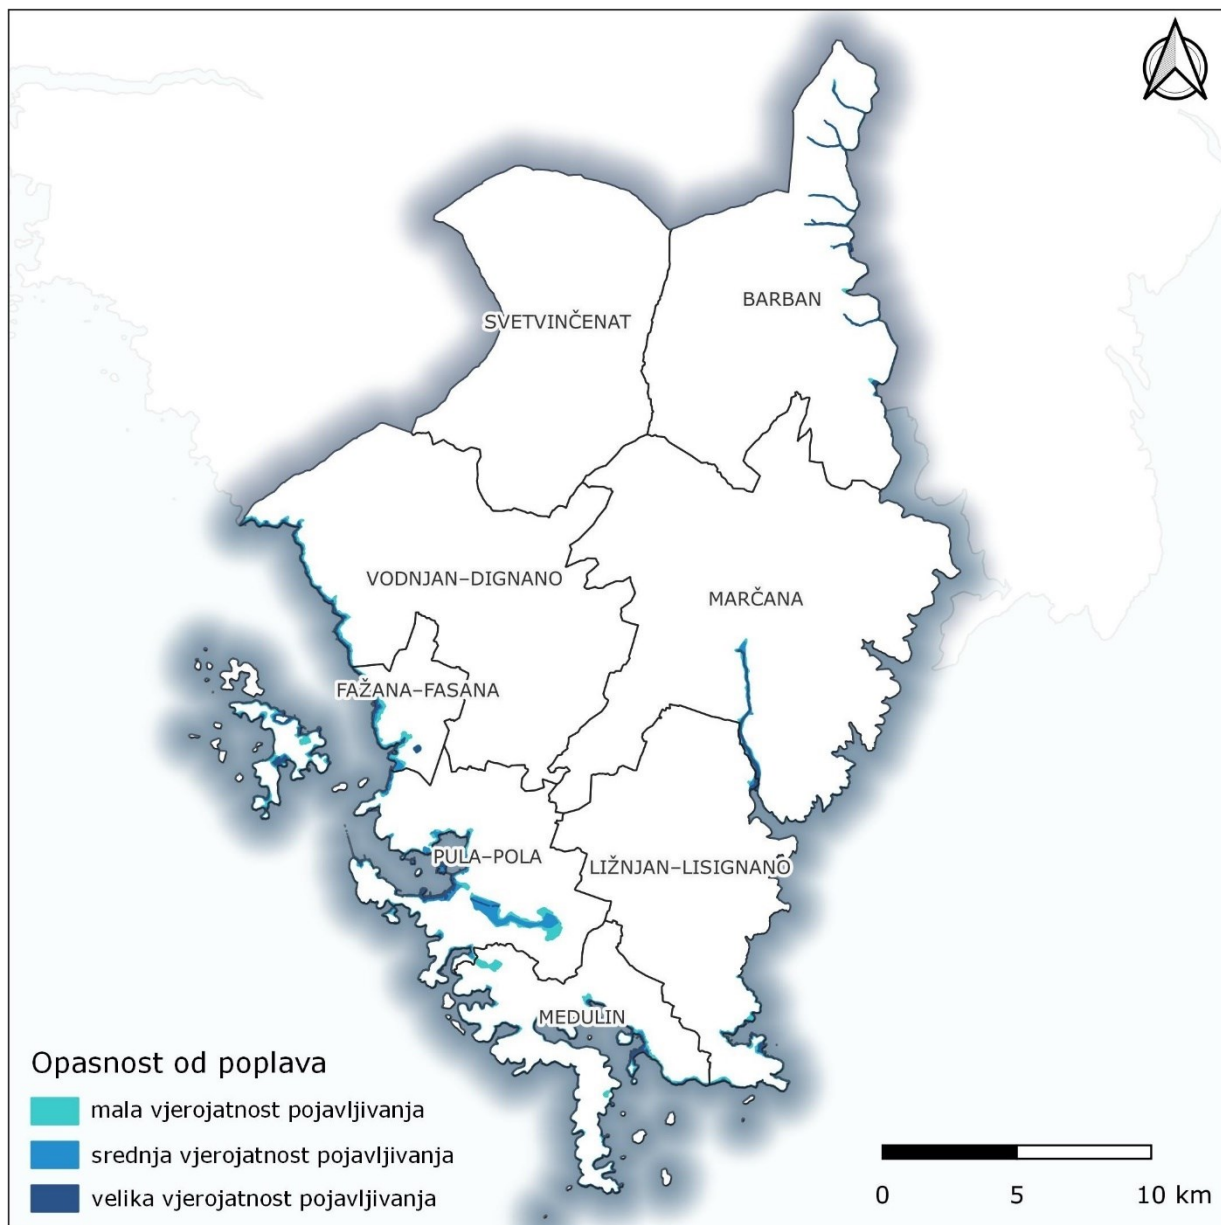 BARBAN
SVETVINČENAT
VODNJAN–DIGNANO
MARČANA
FAŽANA–FASANA
PULA–POLA
LIŽNJAN–LISIGNANO
MEDULIN
Opasnost od poplava
mala vjerojatnost pojavljivanja
srednja vjerojatnost pojavljivanja
velika vjerojatnost pojavljivanja
0 5 10 km